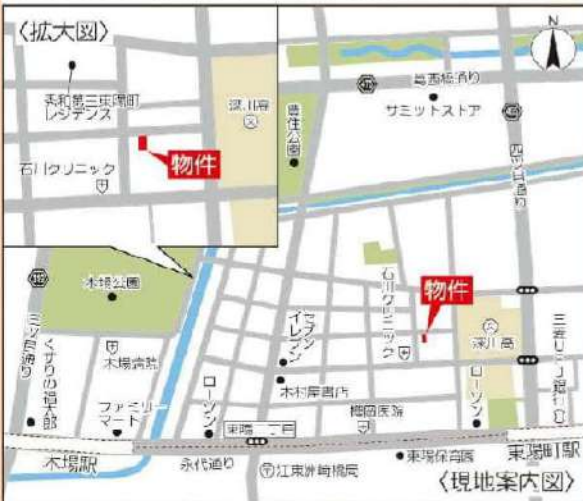 〈拡大図〉
秀和第三東陽町
レジデンス
深川高
石川クリニック
物件
N
葛西橋通り
サミットストア
豊住公園
四ツ目通り
木場公園
三ツ目通り
くすりの福太郎
木場病院
ファミリー
マート
ローソン
セブン
イレブン
木村屋書店
石川クリニック
物件
深川高
ローソン
東陽三丁目
永代通り
江東洲崎橋局
東陽保育園
木場駅
東陽町駅
〈現地案内図〉